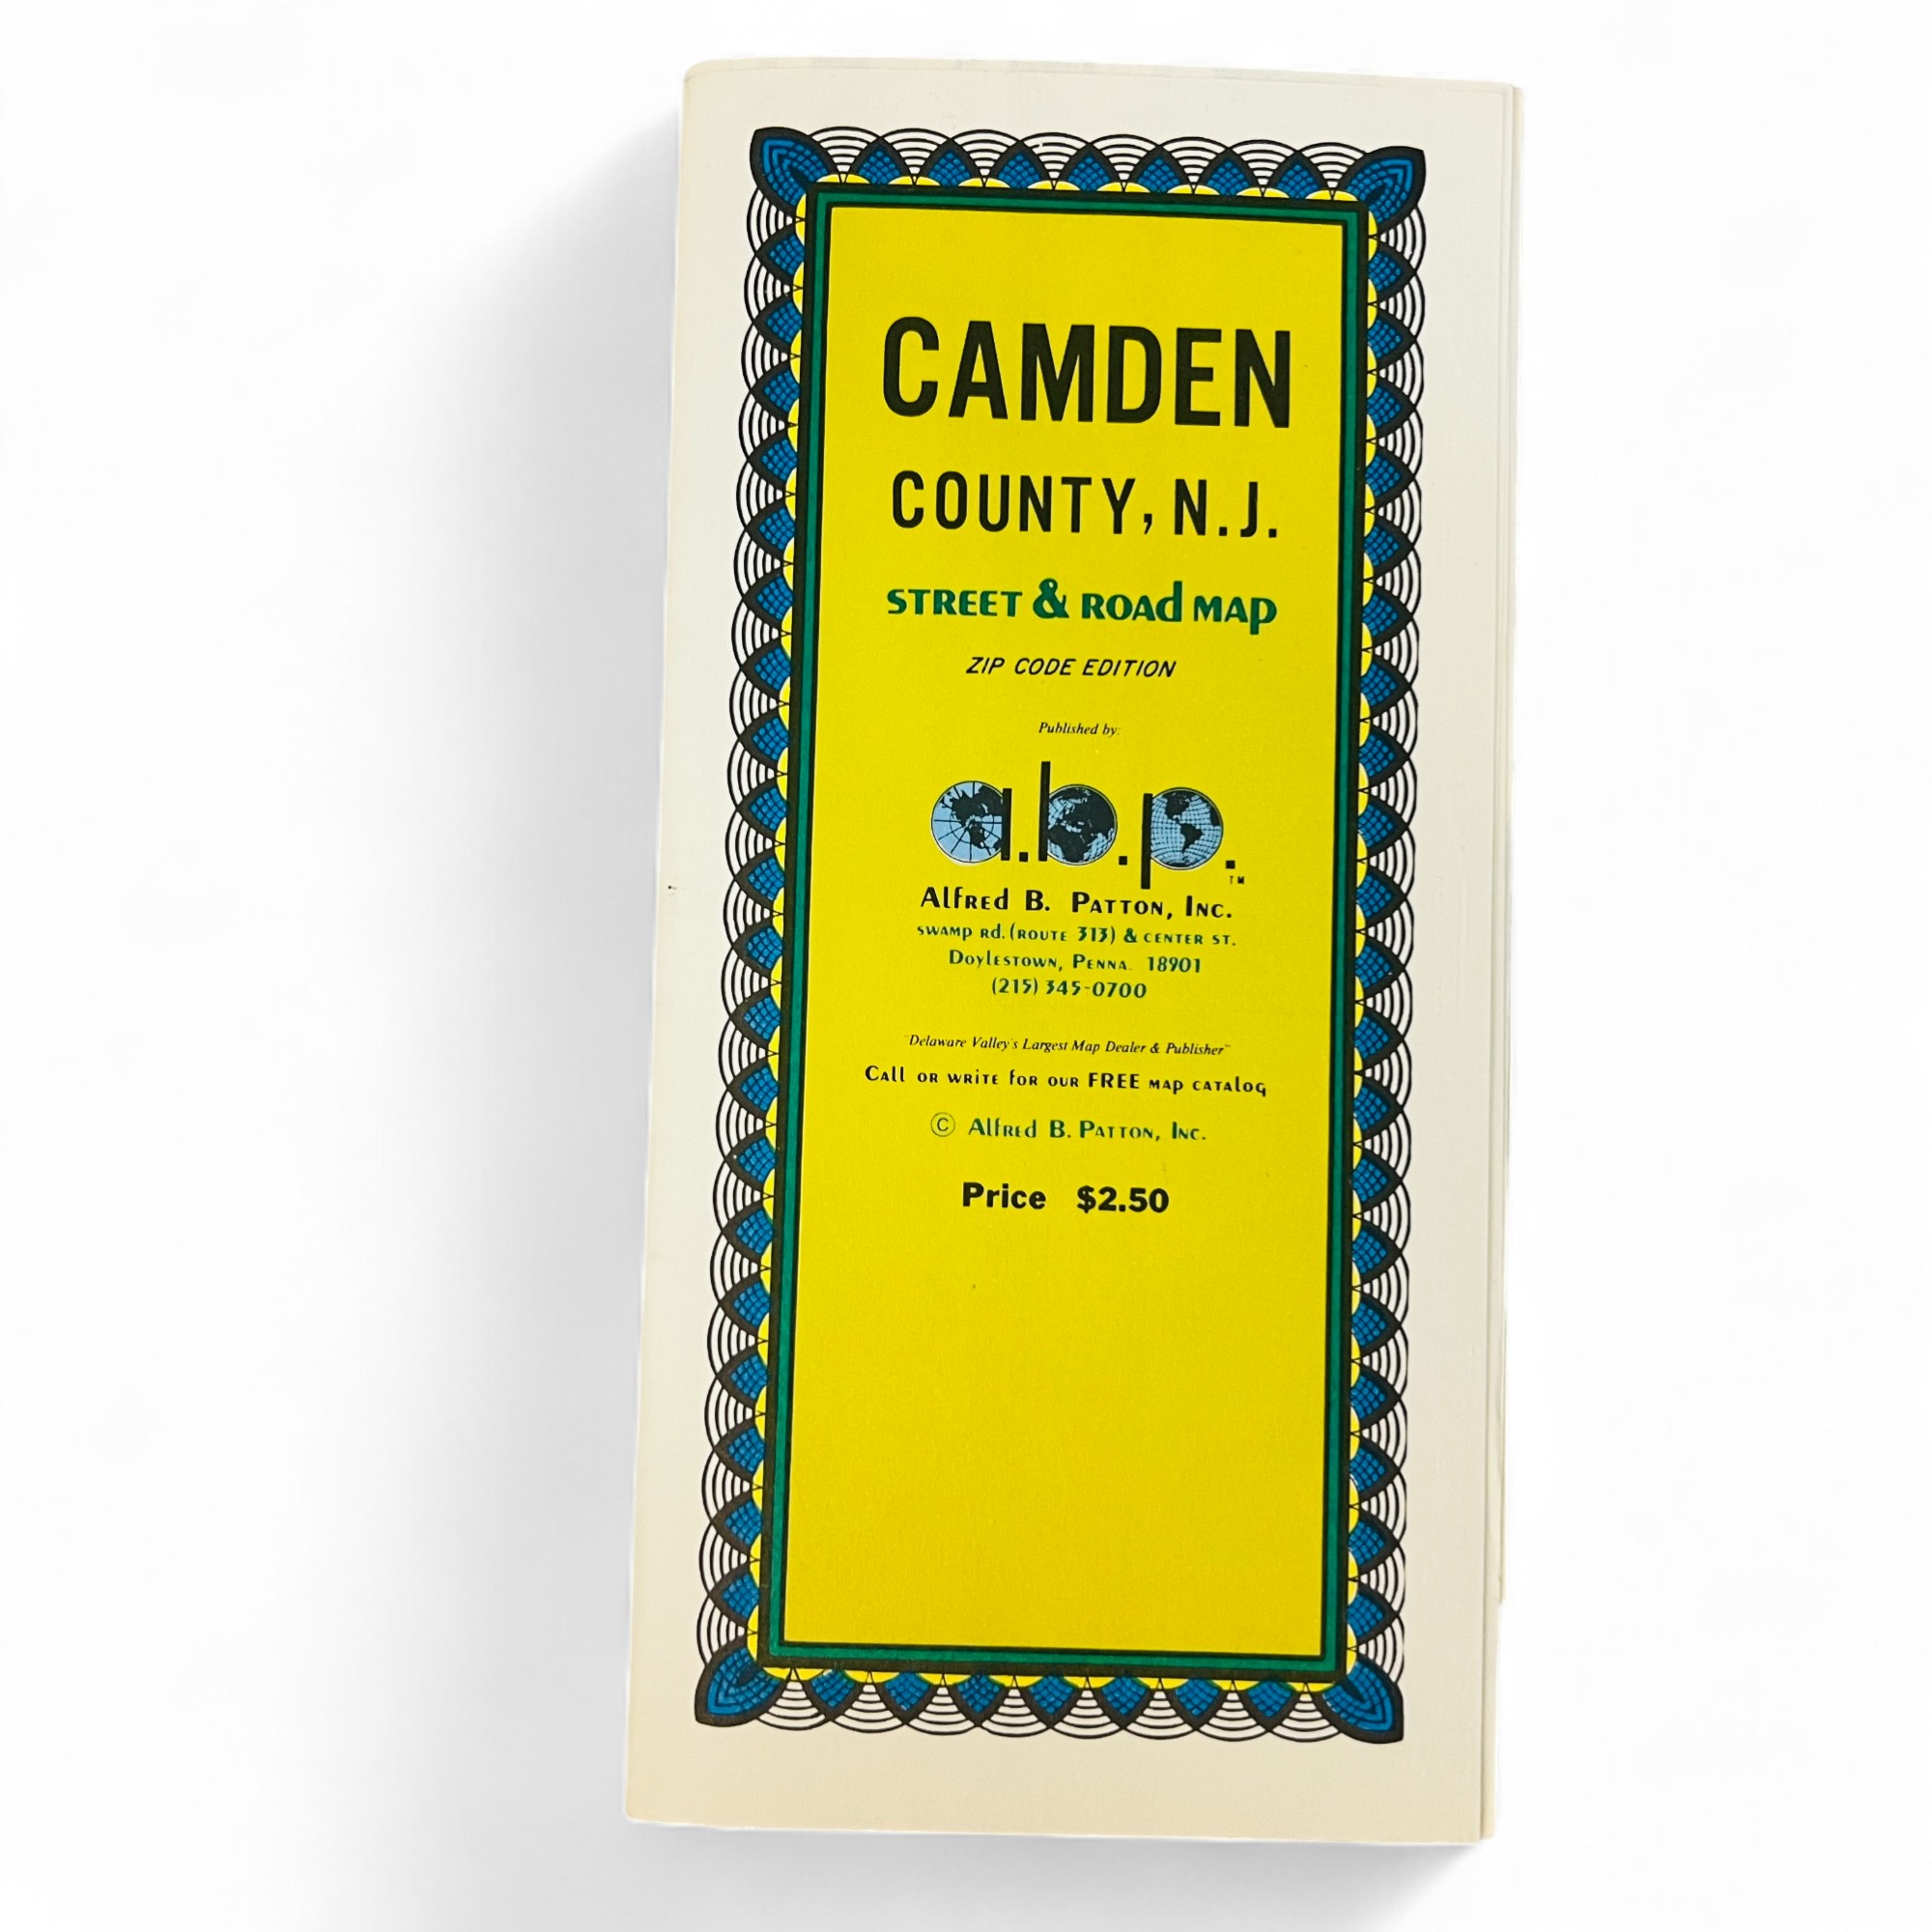 CAMDEN
COUNTY, N.J.
STREET & ROAd MAp
ZIP CODE EDITION
Published by:
a.b.p.™
Alfred B. Patton, Inc.
swamp Rd. (Route 313) & center st.
Doylestown, Penna. 18901
(215) 345-0700
"Delaware Valley's Largest Map Dealer & Publisher"
Call or write for our FREE map catalog
© Alfred B. Patton, Inc.
Price $2.50